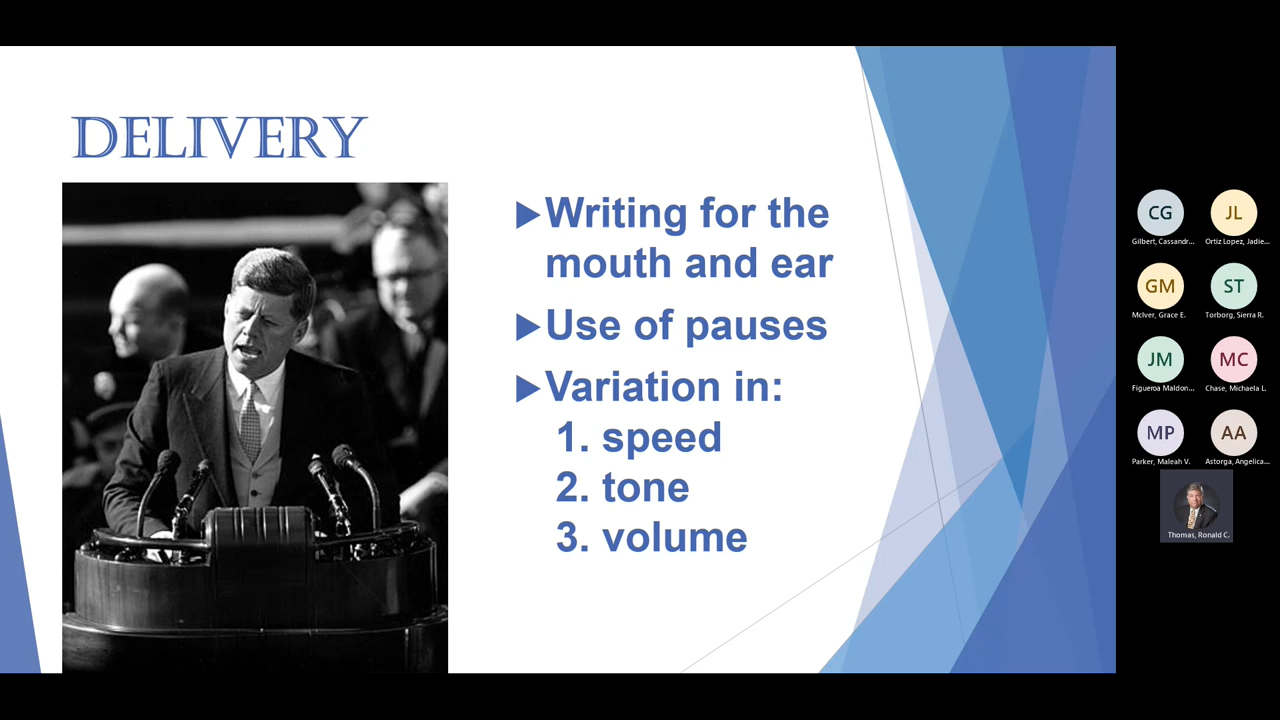 DELIVERY
Writing for the
mouth and ear
Use of pauses
Variation in:
1. speed
2. tone
3. volume
CG
JL
Gilbert, Cassandr...
Ortiz Lopez, Jadie...
GM
ST
McIver, Grace E.
Torborg, Sierra R.
JM
MC
Figueroa Maldon...
Chase, Michaela L.
MP
AA
Parker, Maleah V.
Astorga, Angelica...
Thomas, Ronald C.